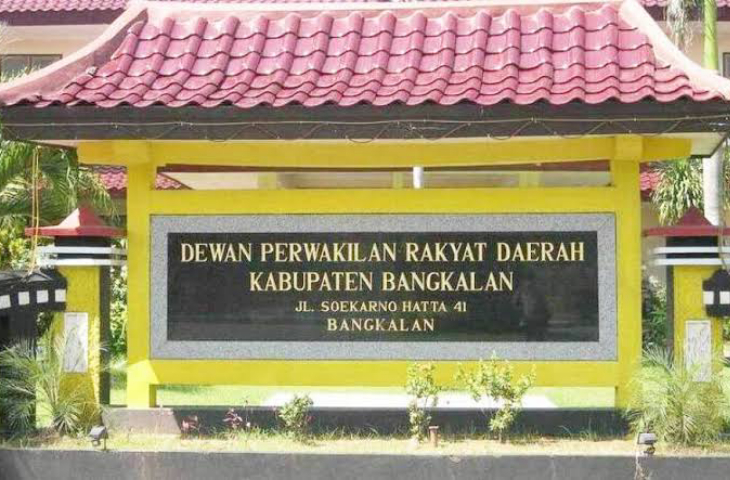 DEWAN PERWAKILAN RAKYAT DAERAH
KABUPATEN BANGKALAN
JL. SOEKARNO HATTA 41
BANGKALAN